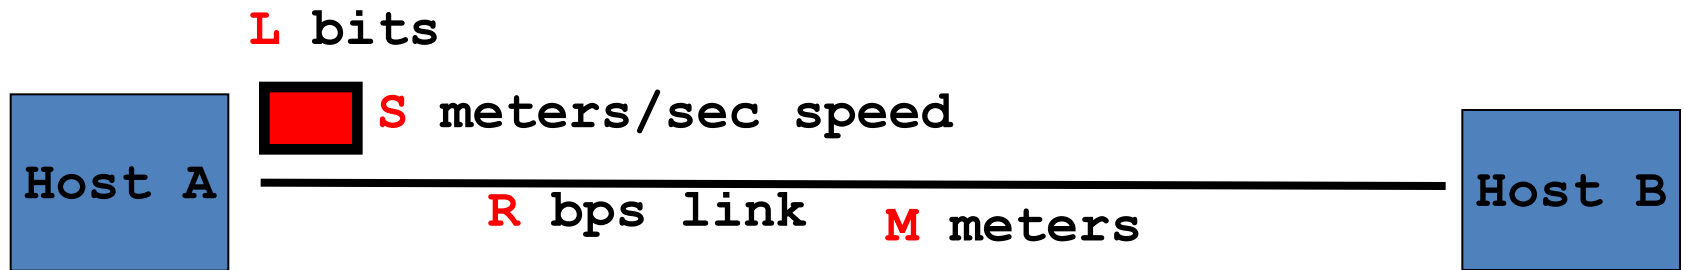 L bits
S meters/sec speed
Host A
Host B
R bps link
M meters